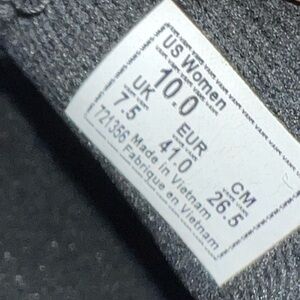 US Women
10.0
UK EUR CM
7.5 41.0 26.5
721356 Made in Vietnam
Fabrique en Vietnam